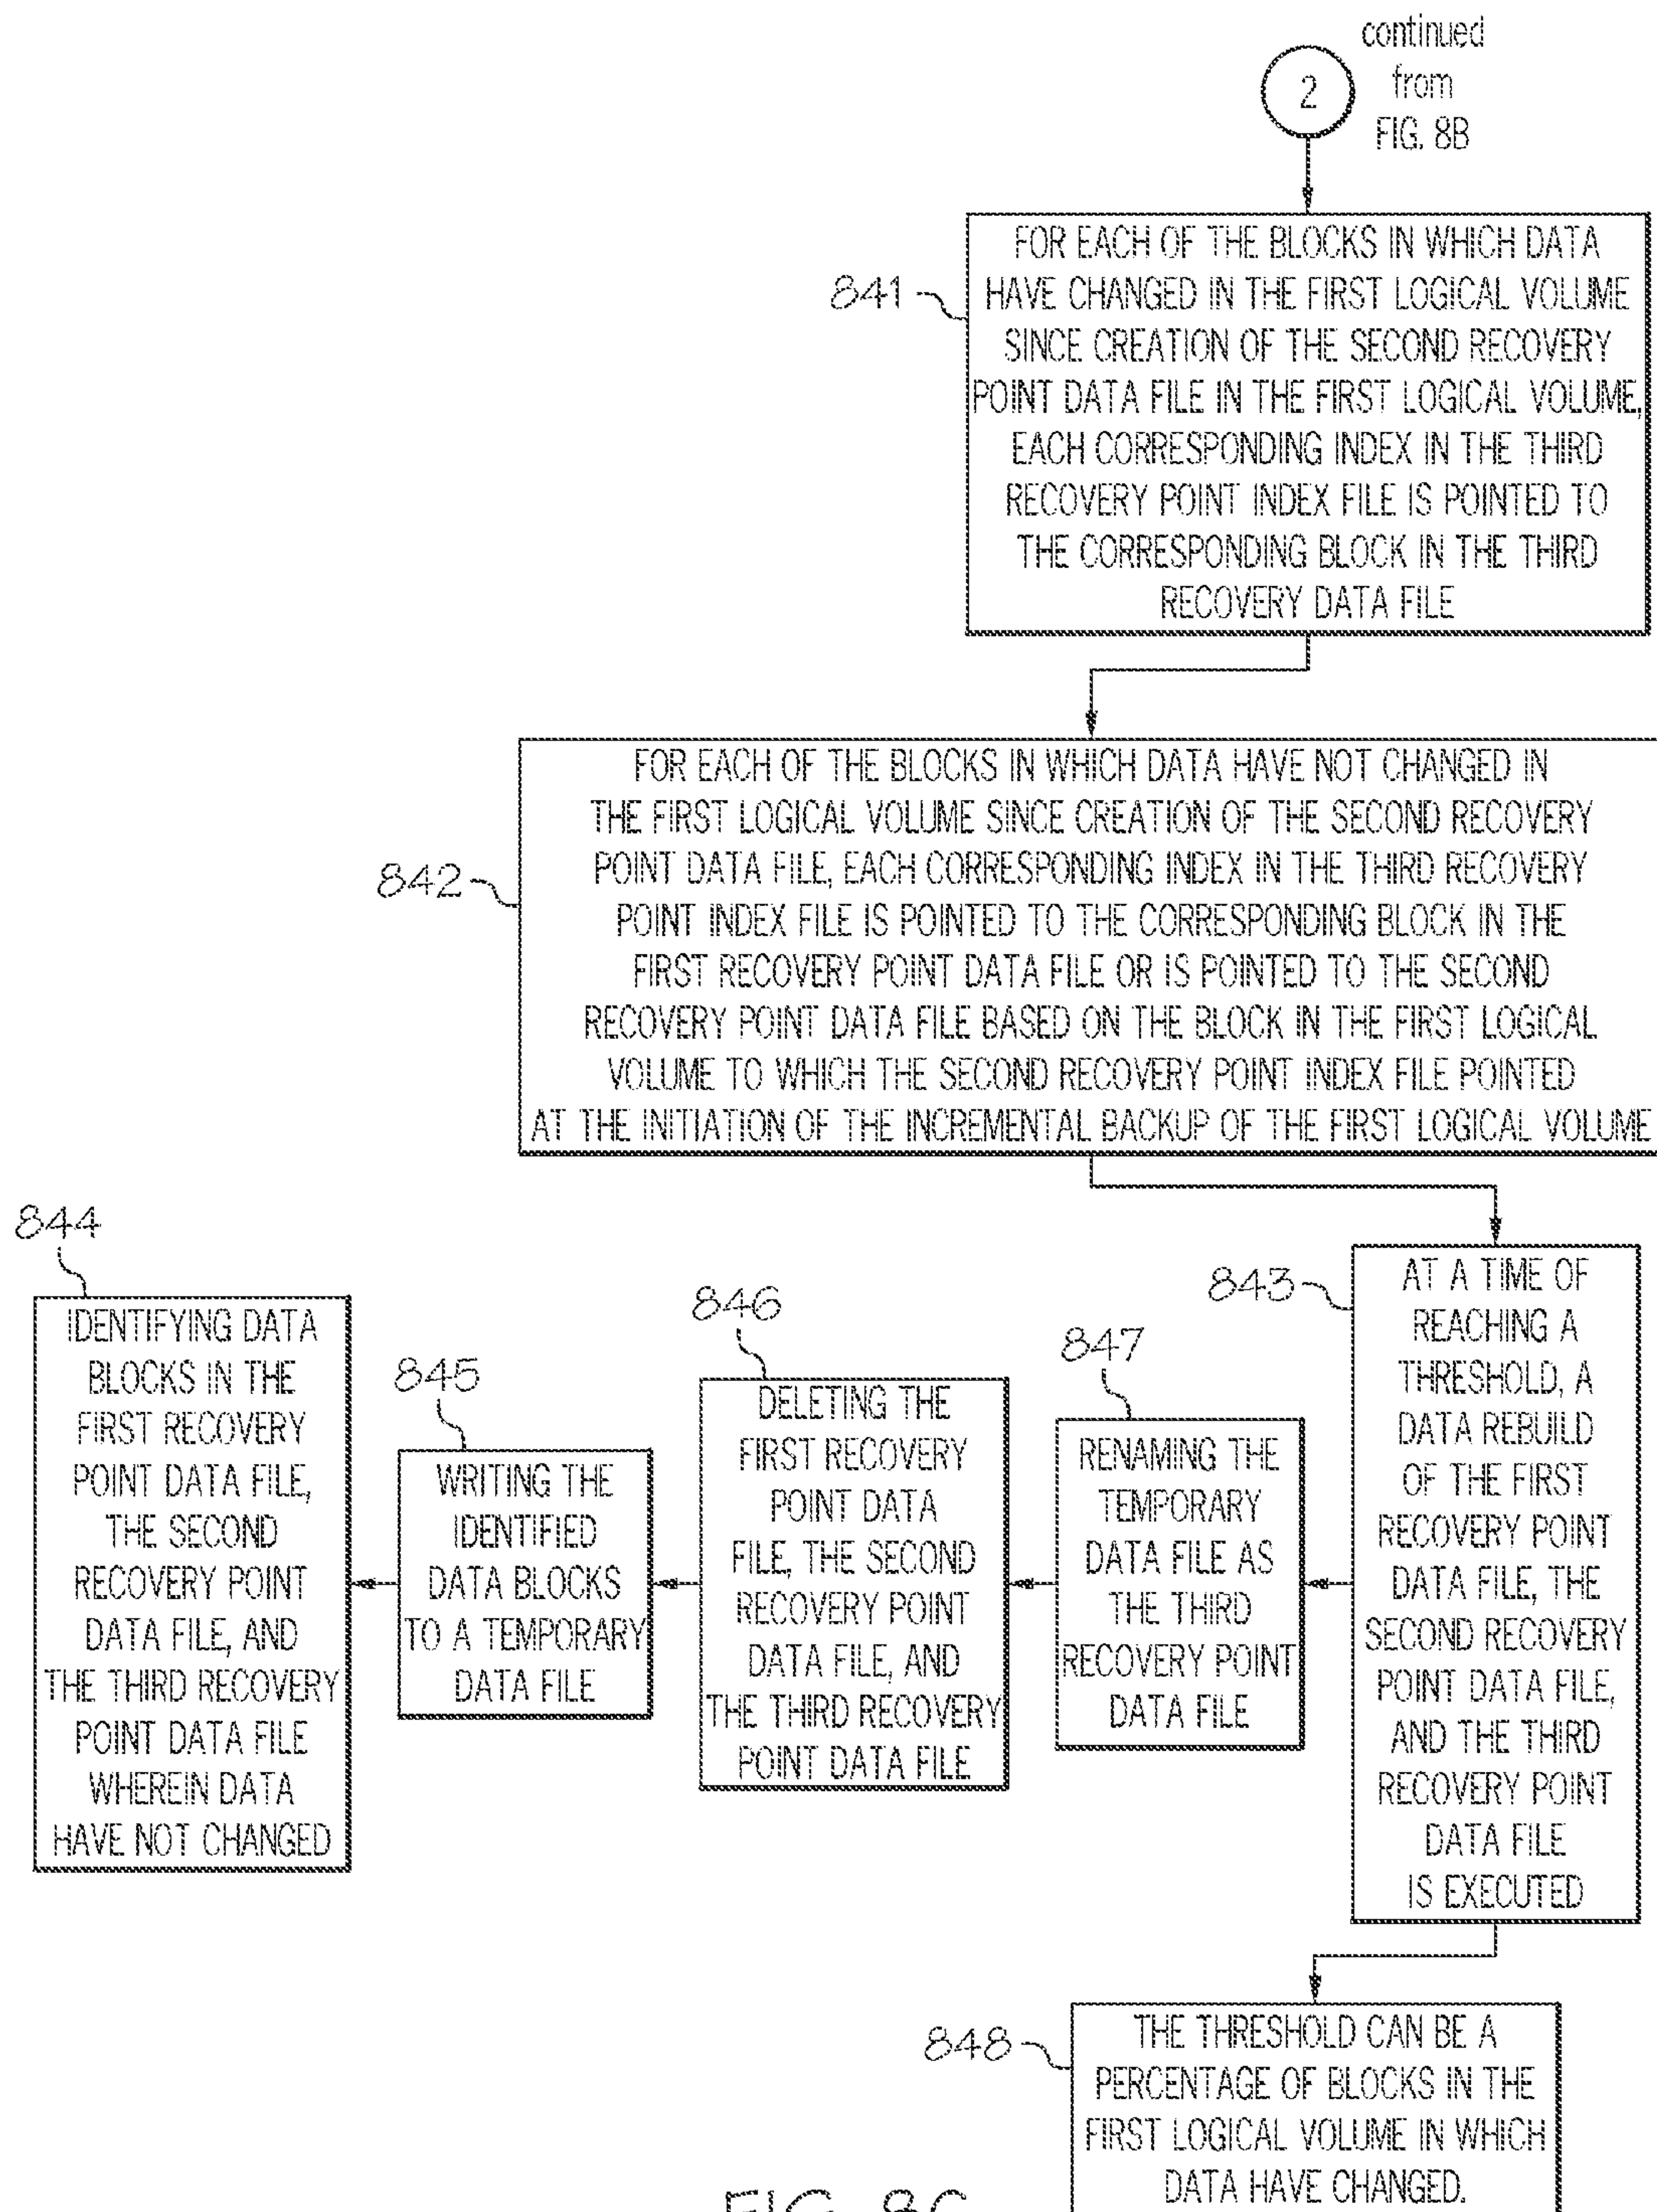 continued
from
FIG. 8B
2
841
FOR EACH OF THE BLOCKS IN WHICH DATA
HAVE CHANGED IN THE FIRST LOGICAL VOLUME
SINCE CREATION OF THE SECOND RECOVERY
POINT DATA FILE IN THE FIRST LOGICAL VOLUME,
EACH CORRESPONDING INDEX IN THE THIRD
RECOVERY POINT INDEX FILE IS POINTED TO
THE CORRESPONDING BLOCK IN THE THIRD
RECOVERY DATA FILE
842
FOR EACH OF THE BLOCKS IN WHICH DATA HAVE NOT CHANGED IN
THE FIRST LOGICAL VOLUME SINCE CREATION OF THE SECOND RECOVERY
POINT DATA FILE, EACH CORRESPONDING INDEX IN THE THIRD RECOVERY
POINT INDEX FILE IS POINTED TO THE CORRESPONDING BLOCK IN THE
FIRST RECOVERY POINT DATA FILE OR IS POINTED TO THE SECOND
RECOVERY POINT DATA FILE BASED ON THE BLOCK IN THE FIRST LOGICAL
VOLUME TO WHICH THE SECOND RECOVERY POINT INDEX FILE POINTED
AT THE INITIATION OF THE INCREMENTAL BACKUP OF THE FIRST LOGICAL VOLUME
844
IDENTIFYING DATA
BLOCKS IN THE
FIRST RECOVERY
POINT DATA FILE,
THE SECOND
RECOVERY POINT
DATA FILE, AND
THE THIRD RECOVERY
POINT DATA FILE
WHEREIN DATA
HAVE NOT CHANGED
845
WRITING THE
IDENTIFIED
DATA BLOCKS
TO A TEMPORARY
DATA FILE
846
DELETING THE
FIRST RECOVERY
POINT DATA
FILE, THE SECOND
RECOVERY POINT
DATA FILE, AND
THE THIRD RECOVERY
POINT DATA FILE
847
RENAMING THE
TEMPORARY
DATA FILE AS
THE THIRD
RECOVERY POINT
DATA FILE
843
AT A TIME OF
REACHING A
THRESHOLD, A
DATA REBUILD
OF THE FIRST
RECOVERY POINT
DATA FILE, THE
SECOND RECOVERY
POINT DATA FILE,
AND THE THIRD
RECOVERY POINT
DATA FILE
IS EXECUTED
848
THE THRESHOLD CAN BE A
PERCENTAGE OF BLOCKS IN THE
FIRST LOGICAL VOLUME IN WHICH
DATA HAVE CHANGED.
FIG. 8C